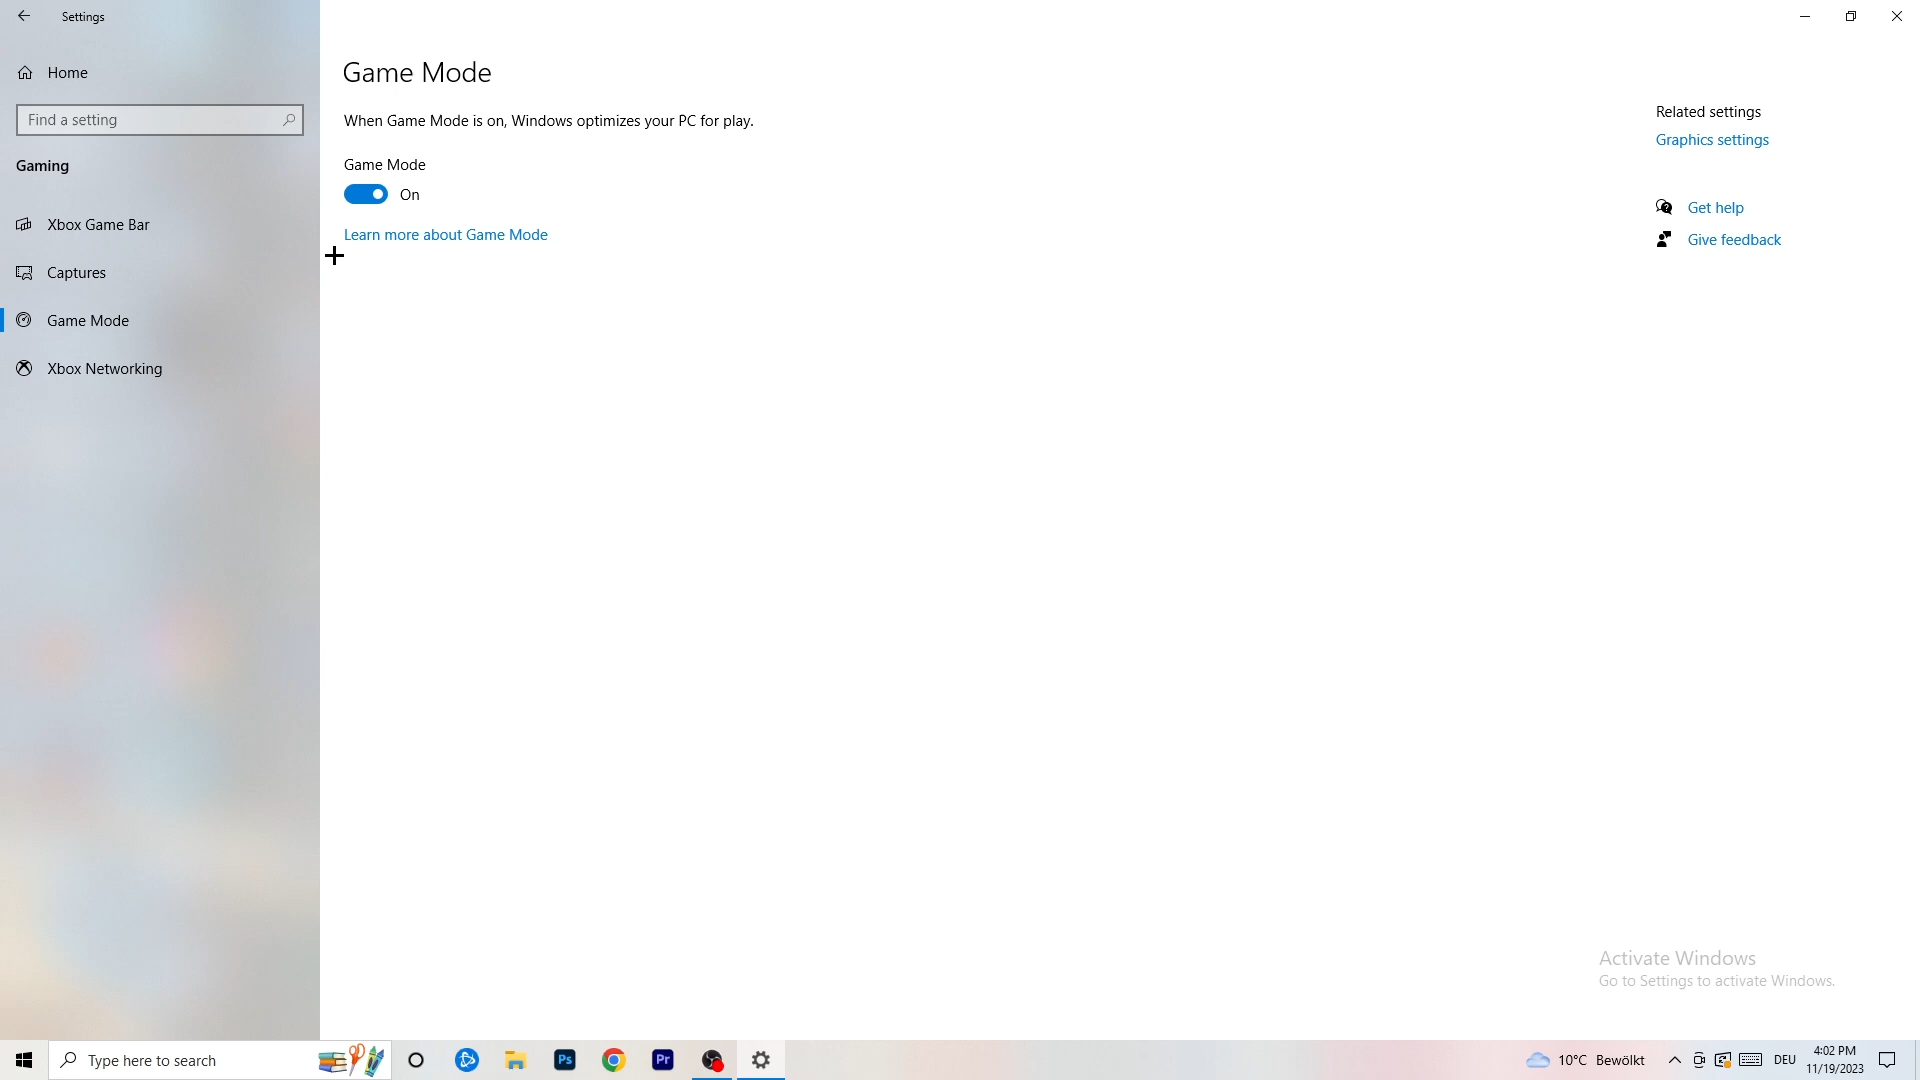 Settings
Home
Find a setting
Gaming
Xbox Game Bar
Captures
Game Mode
Xbox Networking
Game Mode
When Game Mode is on, Windows optimizes your PC for play.
Game Mode
On
Learn more about Game Mode
Related settings
Graphics settings
Get help
Give feedback
Activate Windows
Go to Settings to activate Windows.
Type here to search
Ps
Pr
10°C Bewölkt
DEU
4:02 PM
11/19/2023